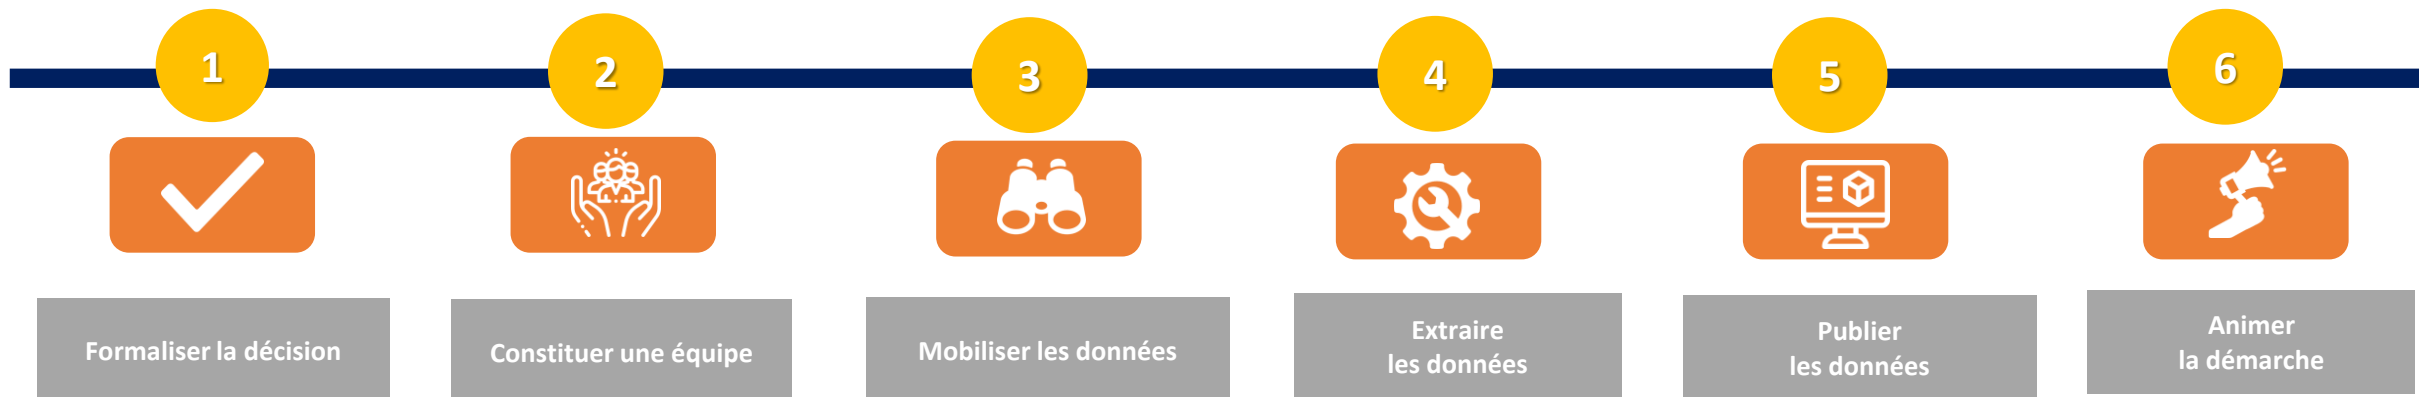 1
2
3
4
5
6
Formaliser la décision
Constituer une équipe
Mobiliser les données
Extraire
les données
Publier
les données
Animer
la démarche